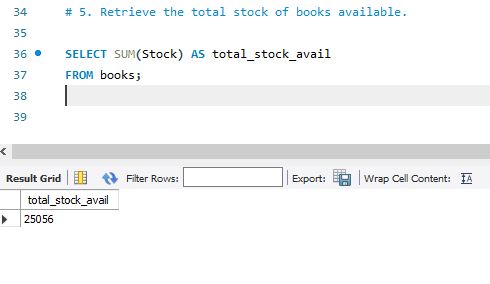 34 # 5. Retrieve the total stock of books available.
35
36 SELECT SUM(Stock) AS total_stock_avail
37 FROM books;
38
39
Result Grid Filter Rows: Export: Wrap Cell Content: IA
total_stock_avail
25056